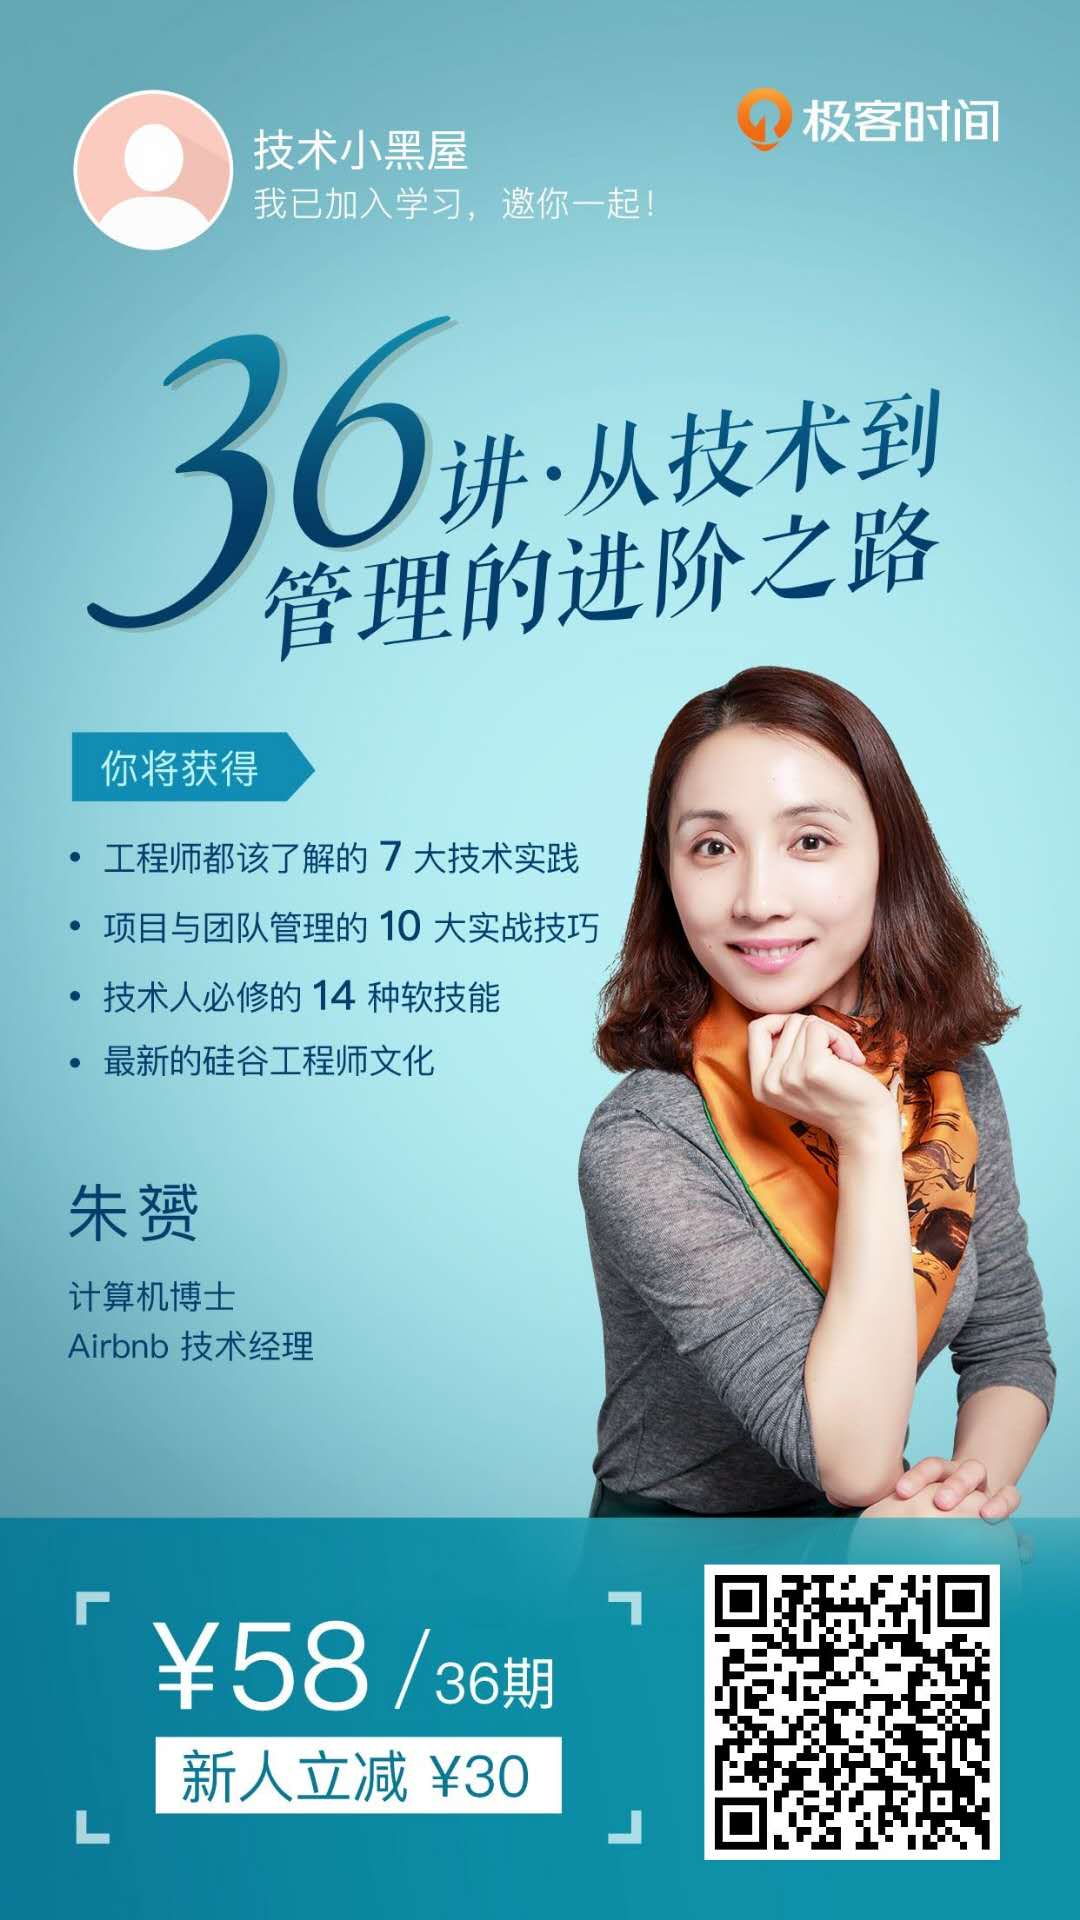 极客时间
技术小黑屋
我已加入学习，邀你一起！
36讲·从技术到
管理的进阶之路
你将获得
• 工程师都该了解的 7 大技术实践
• 项目与团队管理的 10 大实战技巧
• 技术人必修的 14 种软技能
• 最新的硅谷工程师文化
朱赟
计算机博士
Airbnb 技术经理
¥58 / 36期
新人立减 ¥30